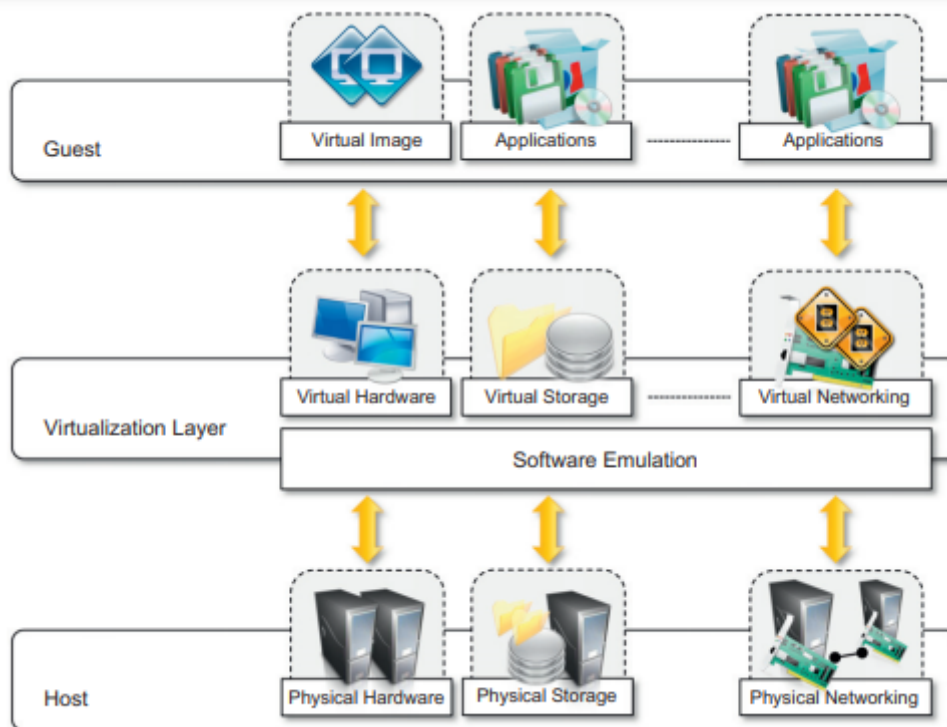 Virtual Image
Applications
Applications
Guest
Virtual Hardware
Virtual Storage
Virtual Networking
Virtualization Layer
Software Emulation
Physical Hardware
Physical Storage
Physical Networking
Host